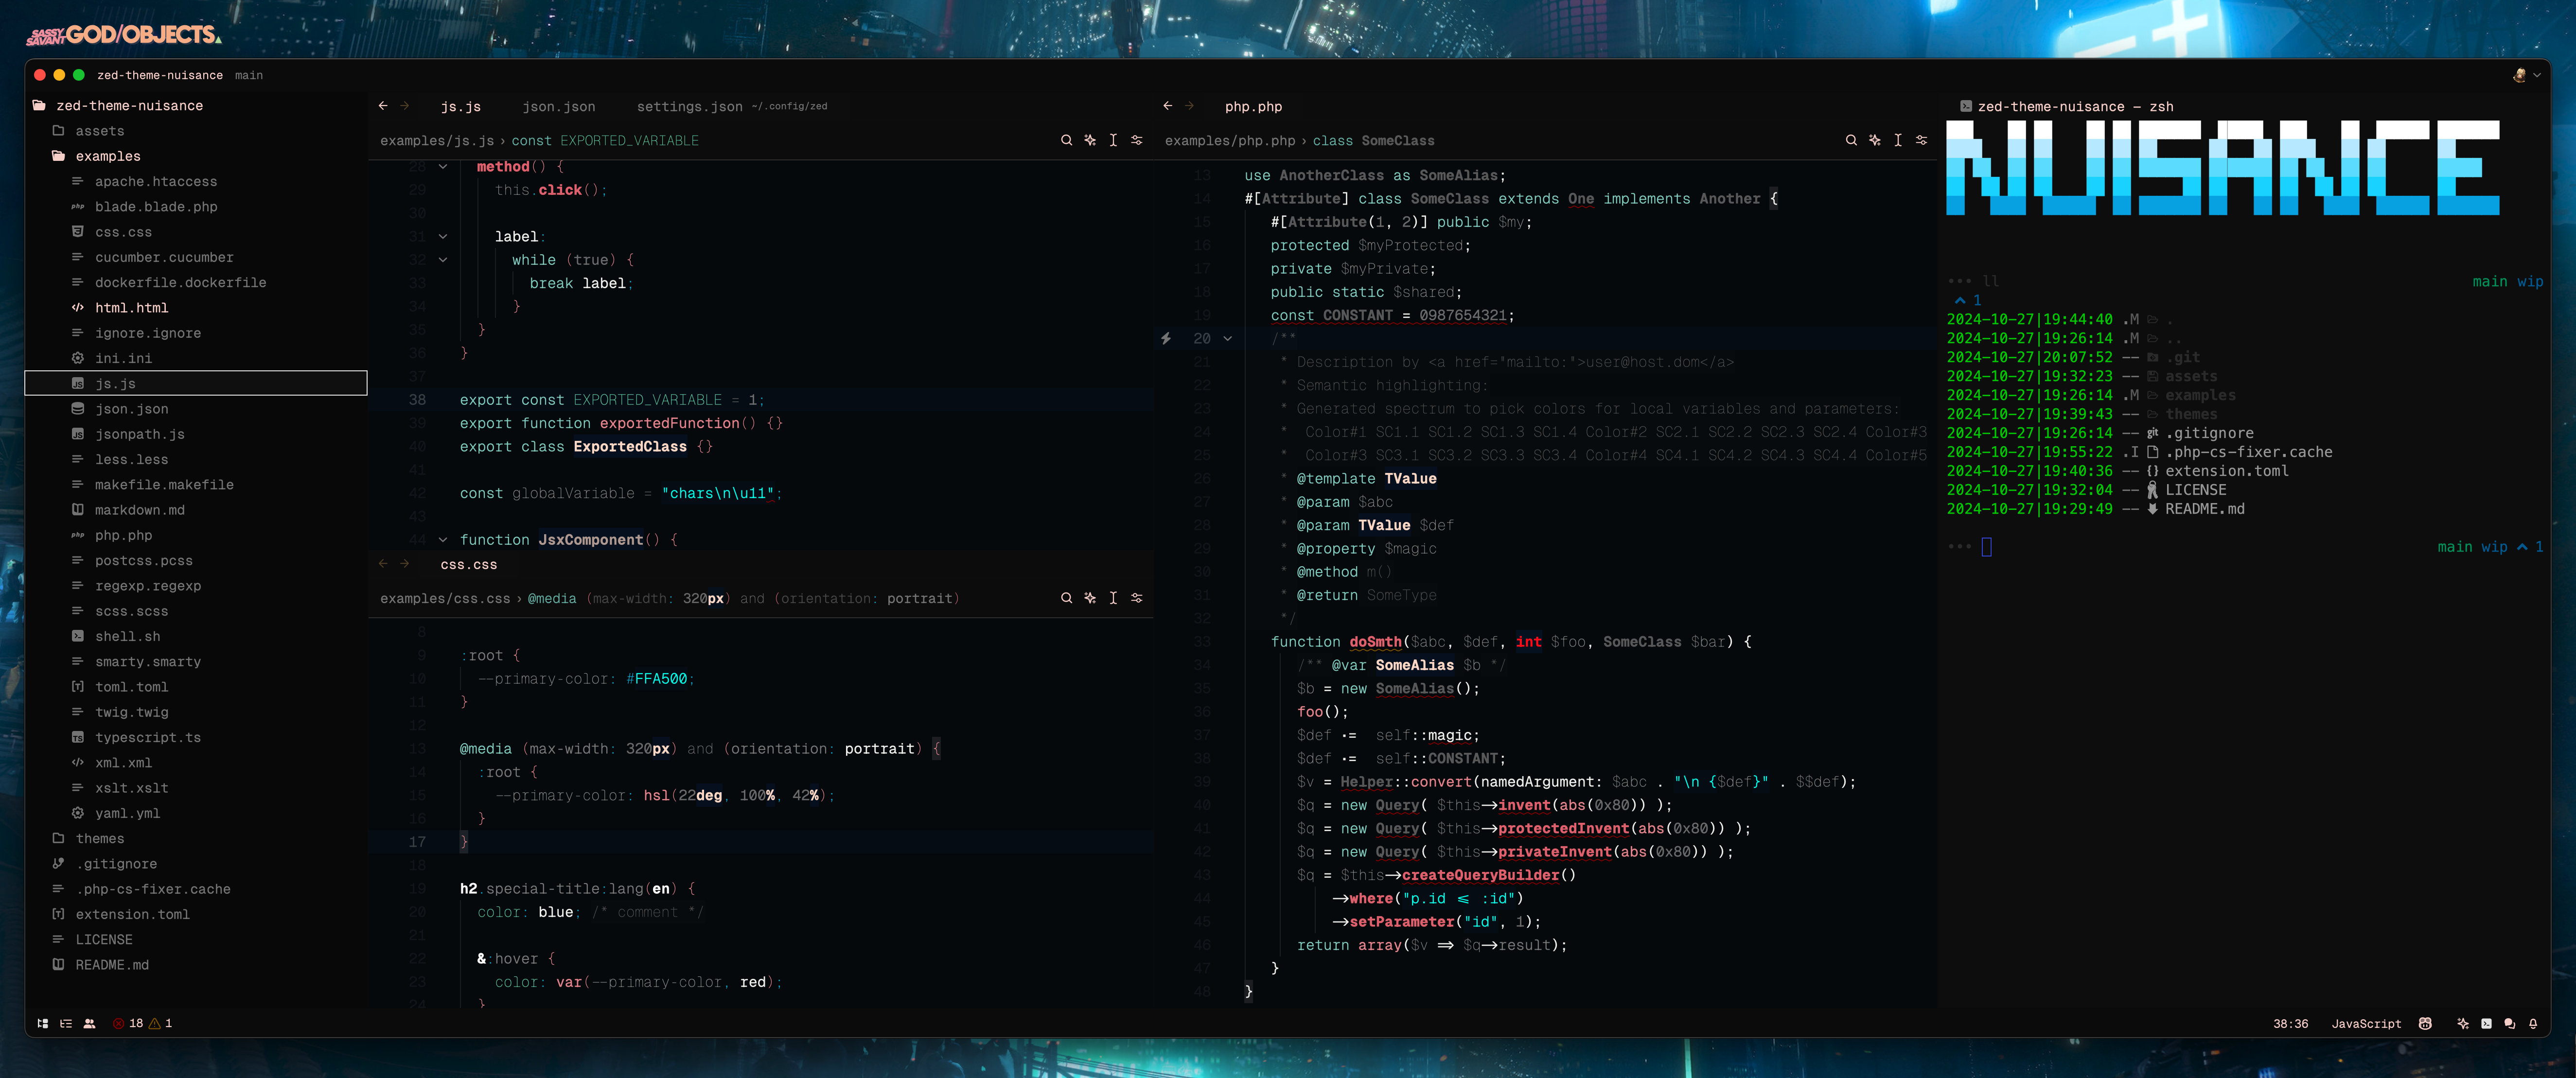 SASSY SAVANT GOD/OBJECTS
zed-theme-nuisance main
zed-theme-nuisance
assets
examples
apache.htaccess
blade.blade.php
css.css
cucumber.cucumber
dockerfile.dockerfile
html.html
ignore.ignore
ini.ini
js.js
json.json
jsonpath.js
less.less
makefile.makefile
markdown.md
php.php
postcss.pcss
regexp.regexp
scss.scss
shell.sh
smarty.smarty
toml.toml
twig.twig
typescript.ts
xml.xml
xslt.xslt
yaml.yml
themes
.gitignore
.php-cs-fixer.cache
extension.toml
LICENSE
README.md
js.js json.json settings.json ~/.config/zed
examples/js.js › const EXPORTED_VARIABLE
28 method() {
29 this.click();
30
31 label:
32 while (true) {
33 break label;
34 }
35 }
36 }
37
38 export const EXPORTED_VARIABLE = 1;
39 export function exportedFunction() {}
40 export class ExportedClass {}
41
42 const globalVariable = "chars\n\u11";
43
44 function JsxComponent() {
css.css
examples/css.css › @media (max-width: 320px) and (orientation: portrait)
8
9 :root {
10 --primary-color: #FFA500;
11 }
12
13 @media (max-width: 320px) and (orientation: portrait) {
14 :root {
15 --primary-color: hsl(22deg, 100%, 42%);
16 }
17 }
18
19 h2.special-title:lang(en) {
20 color: blue; /* comment */
21
22 &:hover {
23 color: var(--primary-color, red);
24 }
php.php
examples/php.php › class SomeClass
13 use AnotherClass as SomeAlias;
14 #[Attribute] class SomeClass extends One implements Another {
15 #[Attribute(1, 2)] public $my;
16 protected $myProtected;
17 private $myPrivate;
18 public static $shared;
19 const CONSTANT = 0987654321;
20 /**
21 * Description by <a href="mailto:">user@host.dom</a>
22 * Semantic highlighting:
23 * Generated spectrum to pick colors for local variables and parameters:
24 * Color#1 SC1.1 SC1.2 SC1.3 SC1.4 Color#2 SC2.1 SC2.2 SC2.3 SC2.4 Color#3
25 * Color#3 SC3.1 SC3.2 SC3.3 SC3.4 Color#4 SC4.1 SC4.2 SC4.3 SC4.4 Color#5
26 * @template TValue
27 * @param $abc
28 * @param TValue $def
29 * @property $magic
30 * @method m()
31 * @return SomeType
32 */
33 function doSmth($abc, $def, int $foo, SomeClass $bar) {
34 /** @var SomeAlias $b */
35 $b = new SomeAlias();
36 foo();
37 $def .= self::magic;
38 $def .= self::CONSTANT;
39 $v = Helper::convert(namedArgument: $abc . "\n {$def}" . $$def);
40 $q = new Query( $this->invent(abs(0x80)) );
41 $q = new Query( $this->protectedInvent(abs(0x80)) );
42 $q = new Query( $this->privateInvent(abs(0x80)) );
43 $q = $this->createQueryBuilder()
44 ->where("p.id <= :id")
45 ->setParameter("id", 1);
46 return array($v => $q->result);
47 }
48 }
zed-theme-nuisance — zsh
NUISANCE
••• ll main wip
^ 1
2024-10-27|19:44:40 .M .
2024-10-27|19:26:14 .M ..
2024-10-27|20:07:52 -- .git
2024-10-27|19:32:23 -- assets
2024-10-27|19:26:14 .M examples
2024-10-27|19:39:43 -- themes
2024-10-27|19:26:14 -- git .gitignore
2024-10-27|19:55:22 .I .php-cs-fixer.cache
2024-10-27|19:40:36 -- {} extension.toml
2024-10-27|19:32:04 -- LICENSE
2024-10-27|19:29:49 -- README.md
••• main wip ^ 1
18 1 38:36 JavaScript